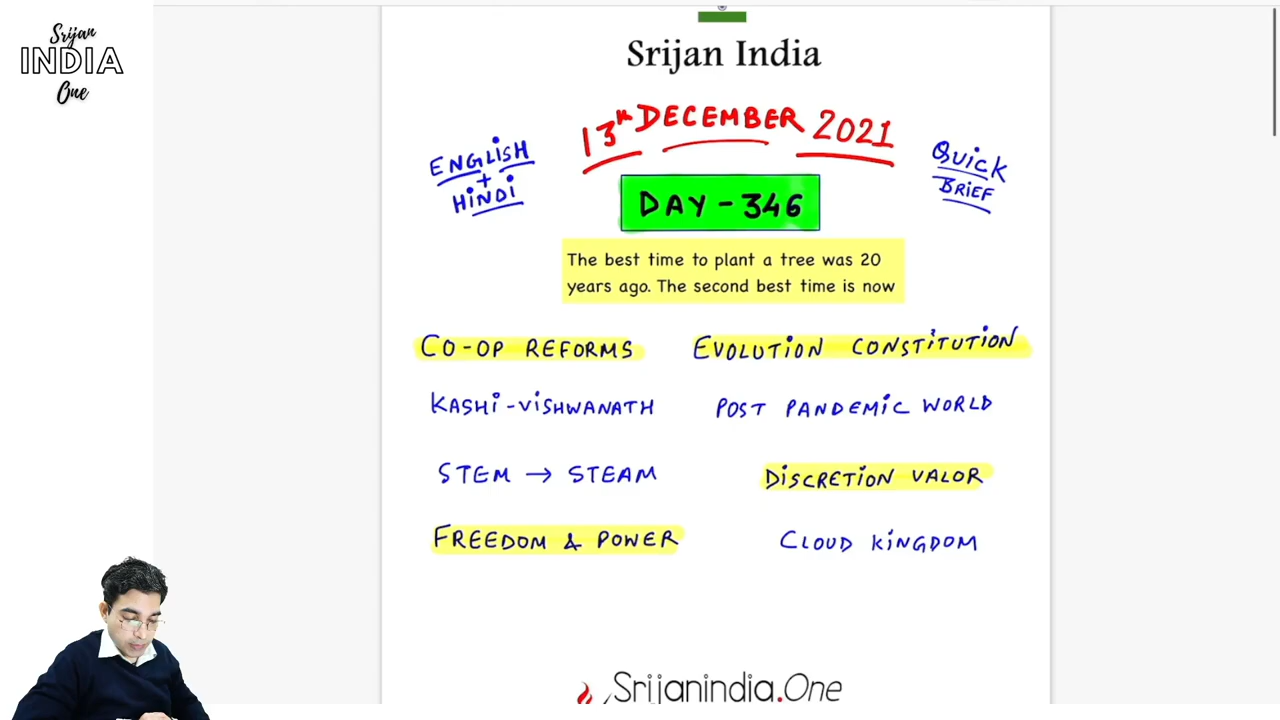 Srijan
INDIA
One
Srijan India
13th DECEMBER 2021
ENGLISH
+
HINDI
QUICK
BRIEF
DAY - 346
The best time to plant a tree was 20
years ago. The second best time is now
CO-OP REFORMS
EVOLUTION CONSTITUTION
KASHI-VISHWANATH
POST PANDEMIC WORLD
STEM → STEAM
DISCRETION VALOR
FREEDOM & POWER
CLOUD KINGDOM
Srijanindia.One